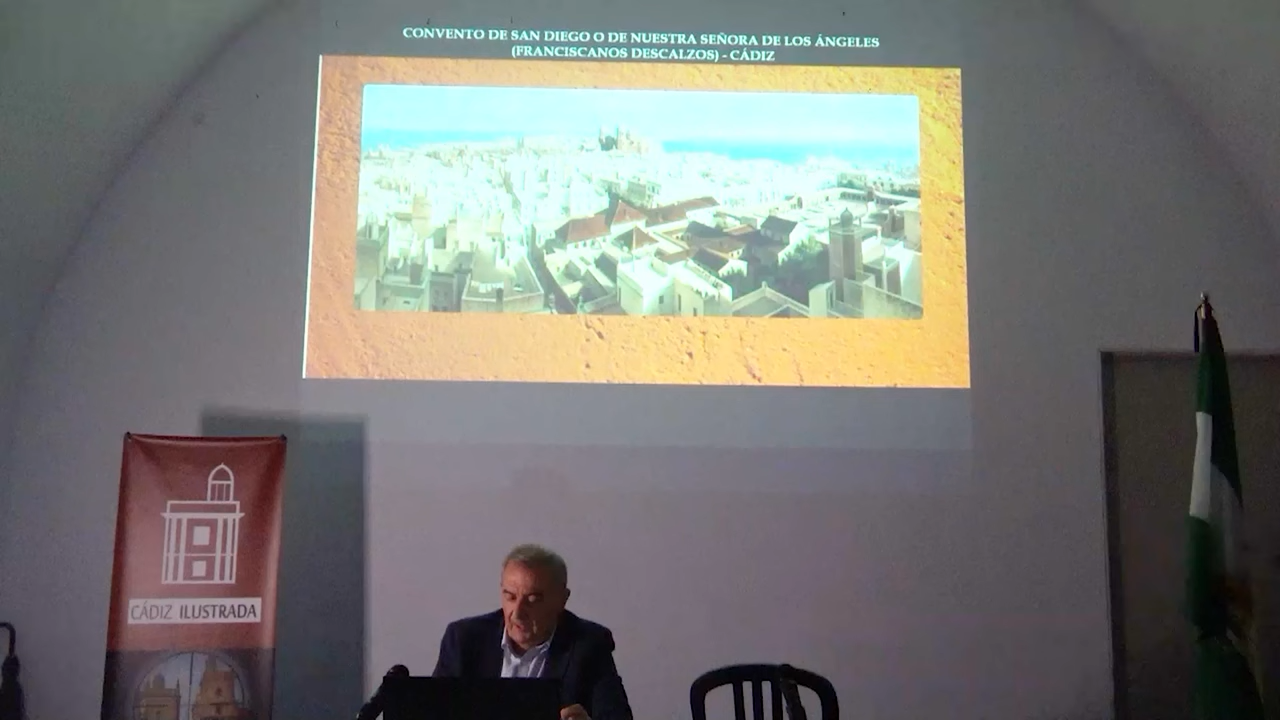 CONVENTO DE SAN DIEGO O DE NUESTRA SEÑORA DE LOS ÁNGELES
(FRANCISCANOS DESCALZOS) - CÁDIZ
CÁDIZ ILUSTRADA